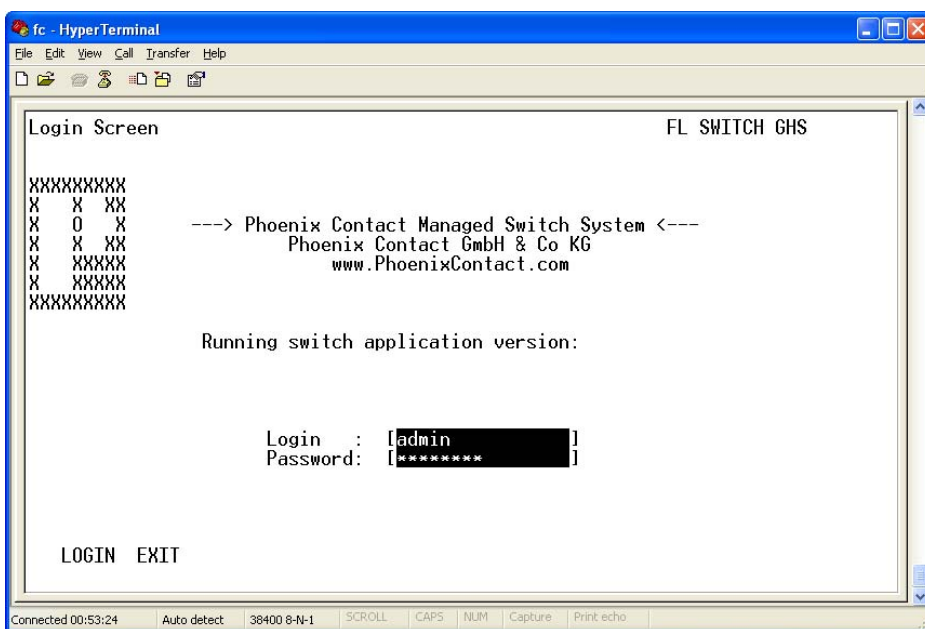 fc - HyperTerminal
File Edit View Call Transfer Help
Login Screen FL SWITCH GHS
XXXXXXXXX
X X XX
X O X ---> Phoenix Contact Managed Switch System <---
X X XX Phoenix Contact GmbH & Co KG
X XXXXX www.PhoenixContact.com
X XXXXX
XXXXXXXXX
Running switch application version:
Login : [admin ]
Password: [******** ]
LOGIN EXIT
Connected 00:53:24 Auto detect 38400 8-N-1 SCROLL CAPS NUM Capture Print echo